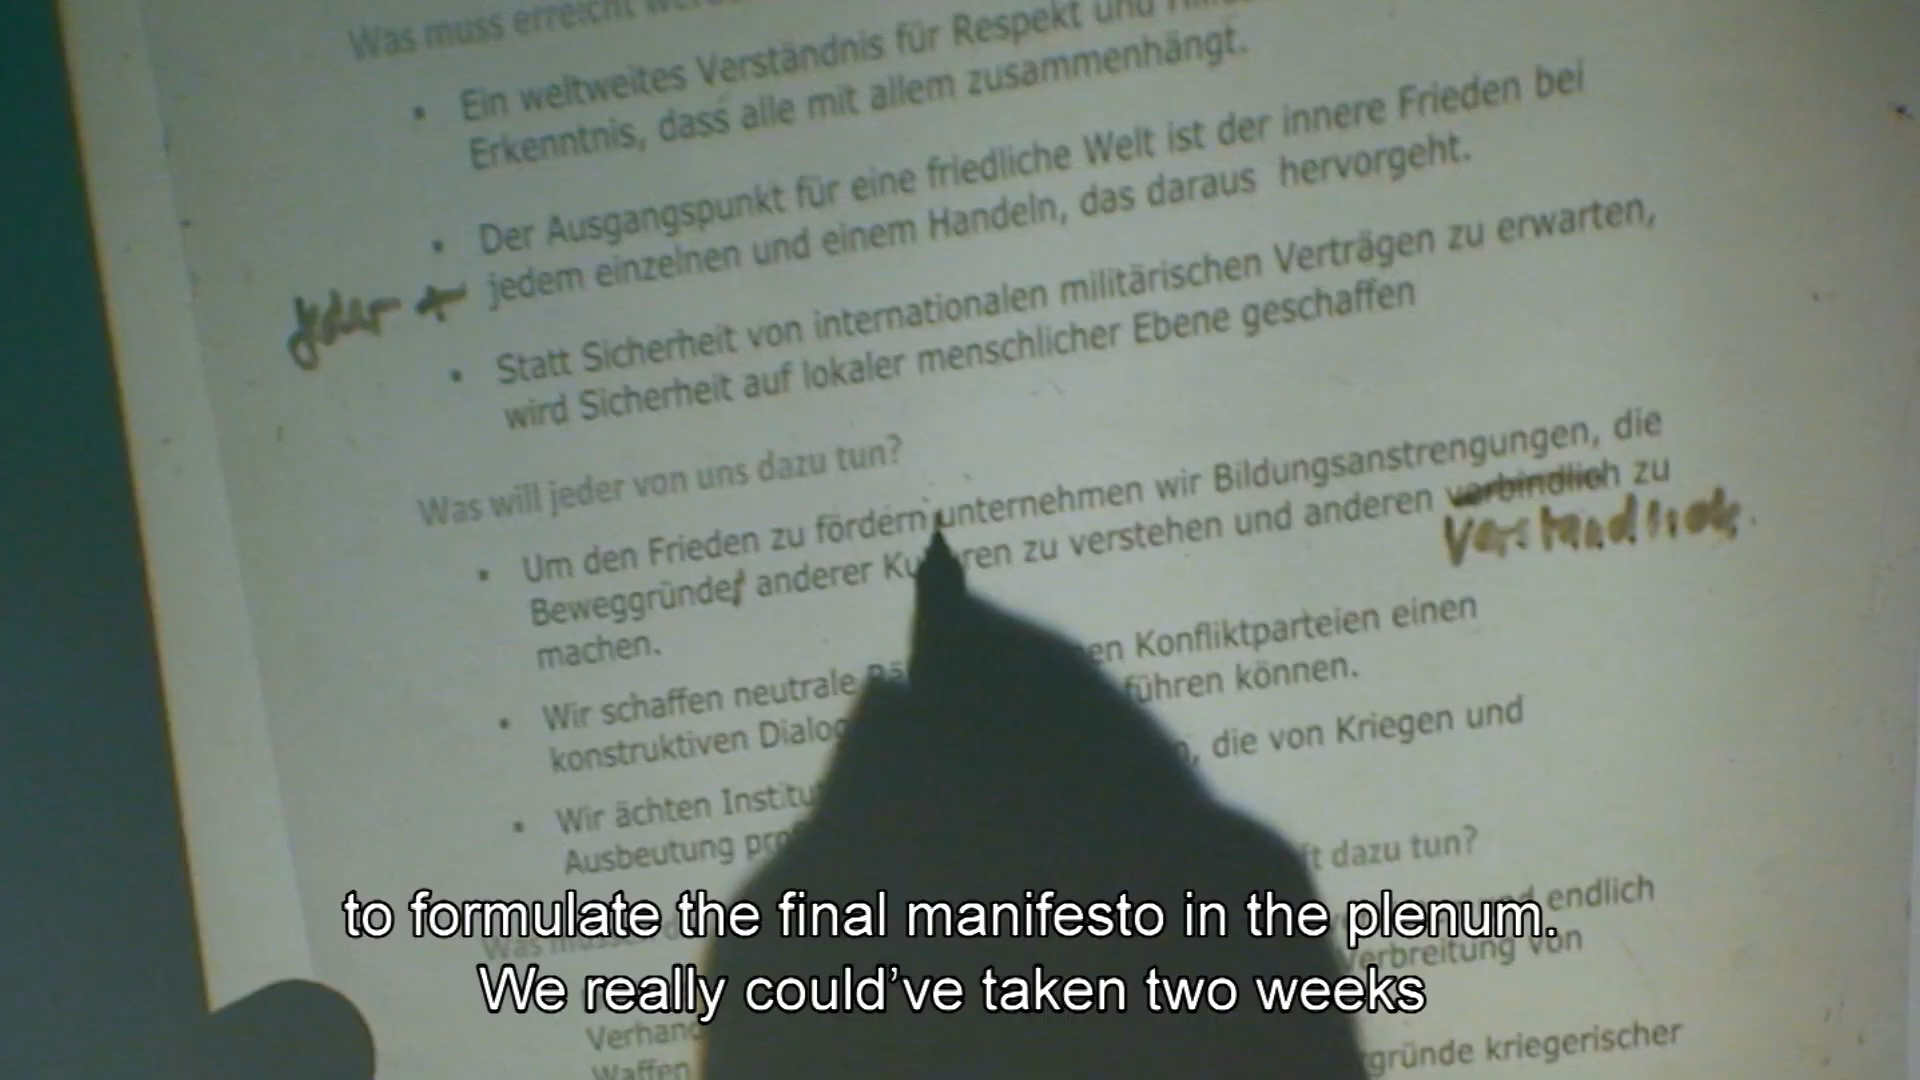 Was muss erreicht
• Ein weltweites Verständnis für Respekt und
Erkenntnis, dass alle mit allem zusammenhängt.
• Der Ausgangspunkt für eine friedliche Welt ist der innere Frieden bei
jeder + jedem einzelnen und einem Handeln, das daraus hervorgeht.
• Statt Sicherheit von internationalen militärischen Verträgen zu erwarten,
wird Sicherheit auf lokaler menschlicher Ebene geschaffen
Was will jeder von uns dazu tun?
• Um den Frieden zu fördern unternehmen wir Bildungsanstrengungen, die
Beweggründe anderer Kulturen zu verstehen und anderen verbindlich zu
verständlich
machen.
• Wir schaffen neutrale Konfliktparteien einen
konstruktiven Dialog führen können.
• Wir ächten die von Kriegen und
Ausbeutung
dazu tun?
und endlich
Verbreitung von
Waffen
kriegerischer
to formulate the final manifesto in the plenum.
We really could've taken two weeks